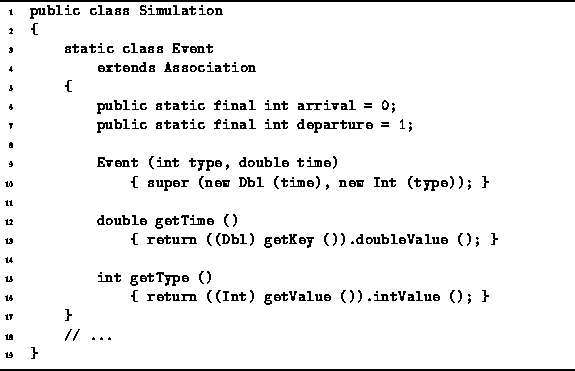 1 public class Simulation
2 {
3 static class Event
4 extends Association
5 {
6 public static final int arrival = 0;
7 public static final int departure = 1;
8
9 Event (int type, double time)
10 { super (new Dbl (time), new Int (type)); }
11
12 double getTime ()
13 { return ((Dbl) getKey ()).doubleValue (); }
14
15 int getType ()
16 { return ((Int) getValue ()).intValue (); }
17 }
18 // ...
19 }